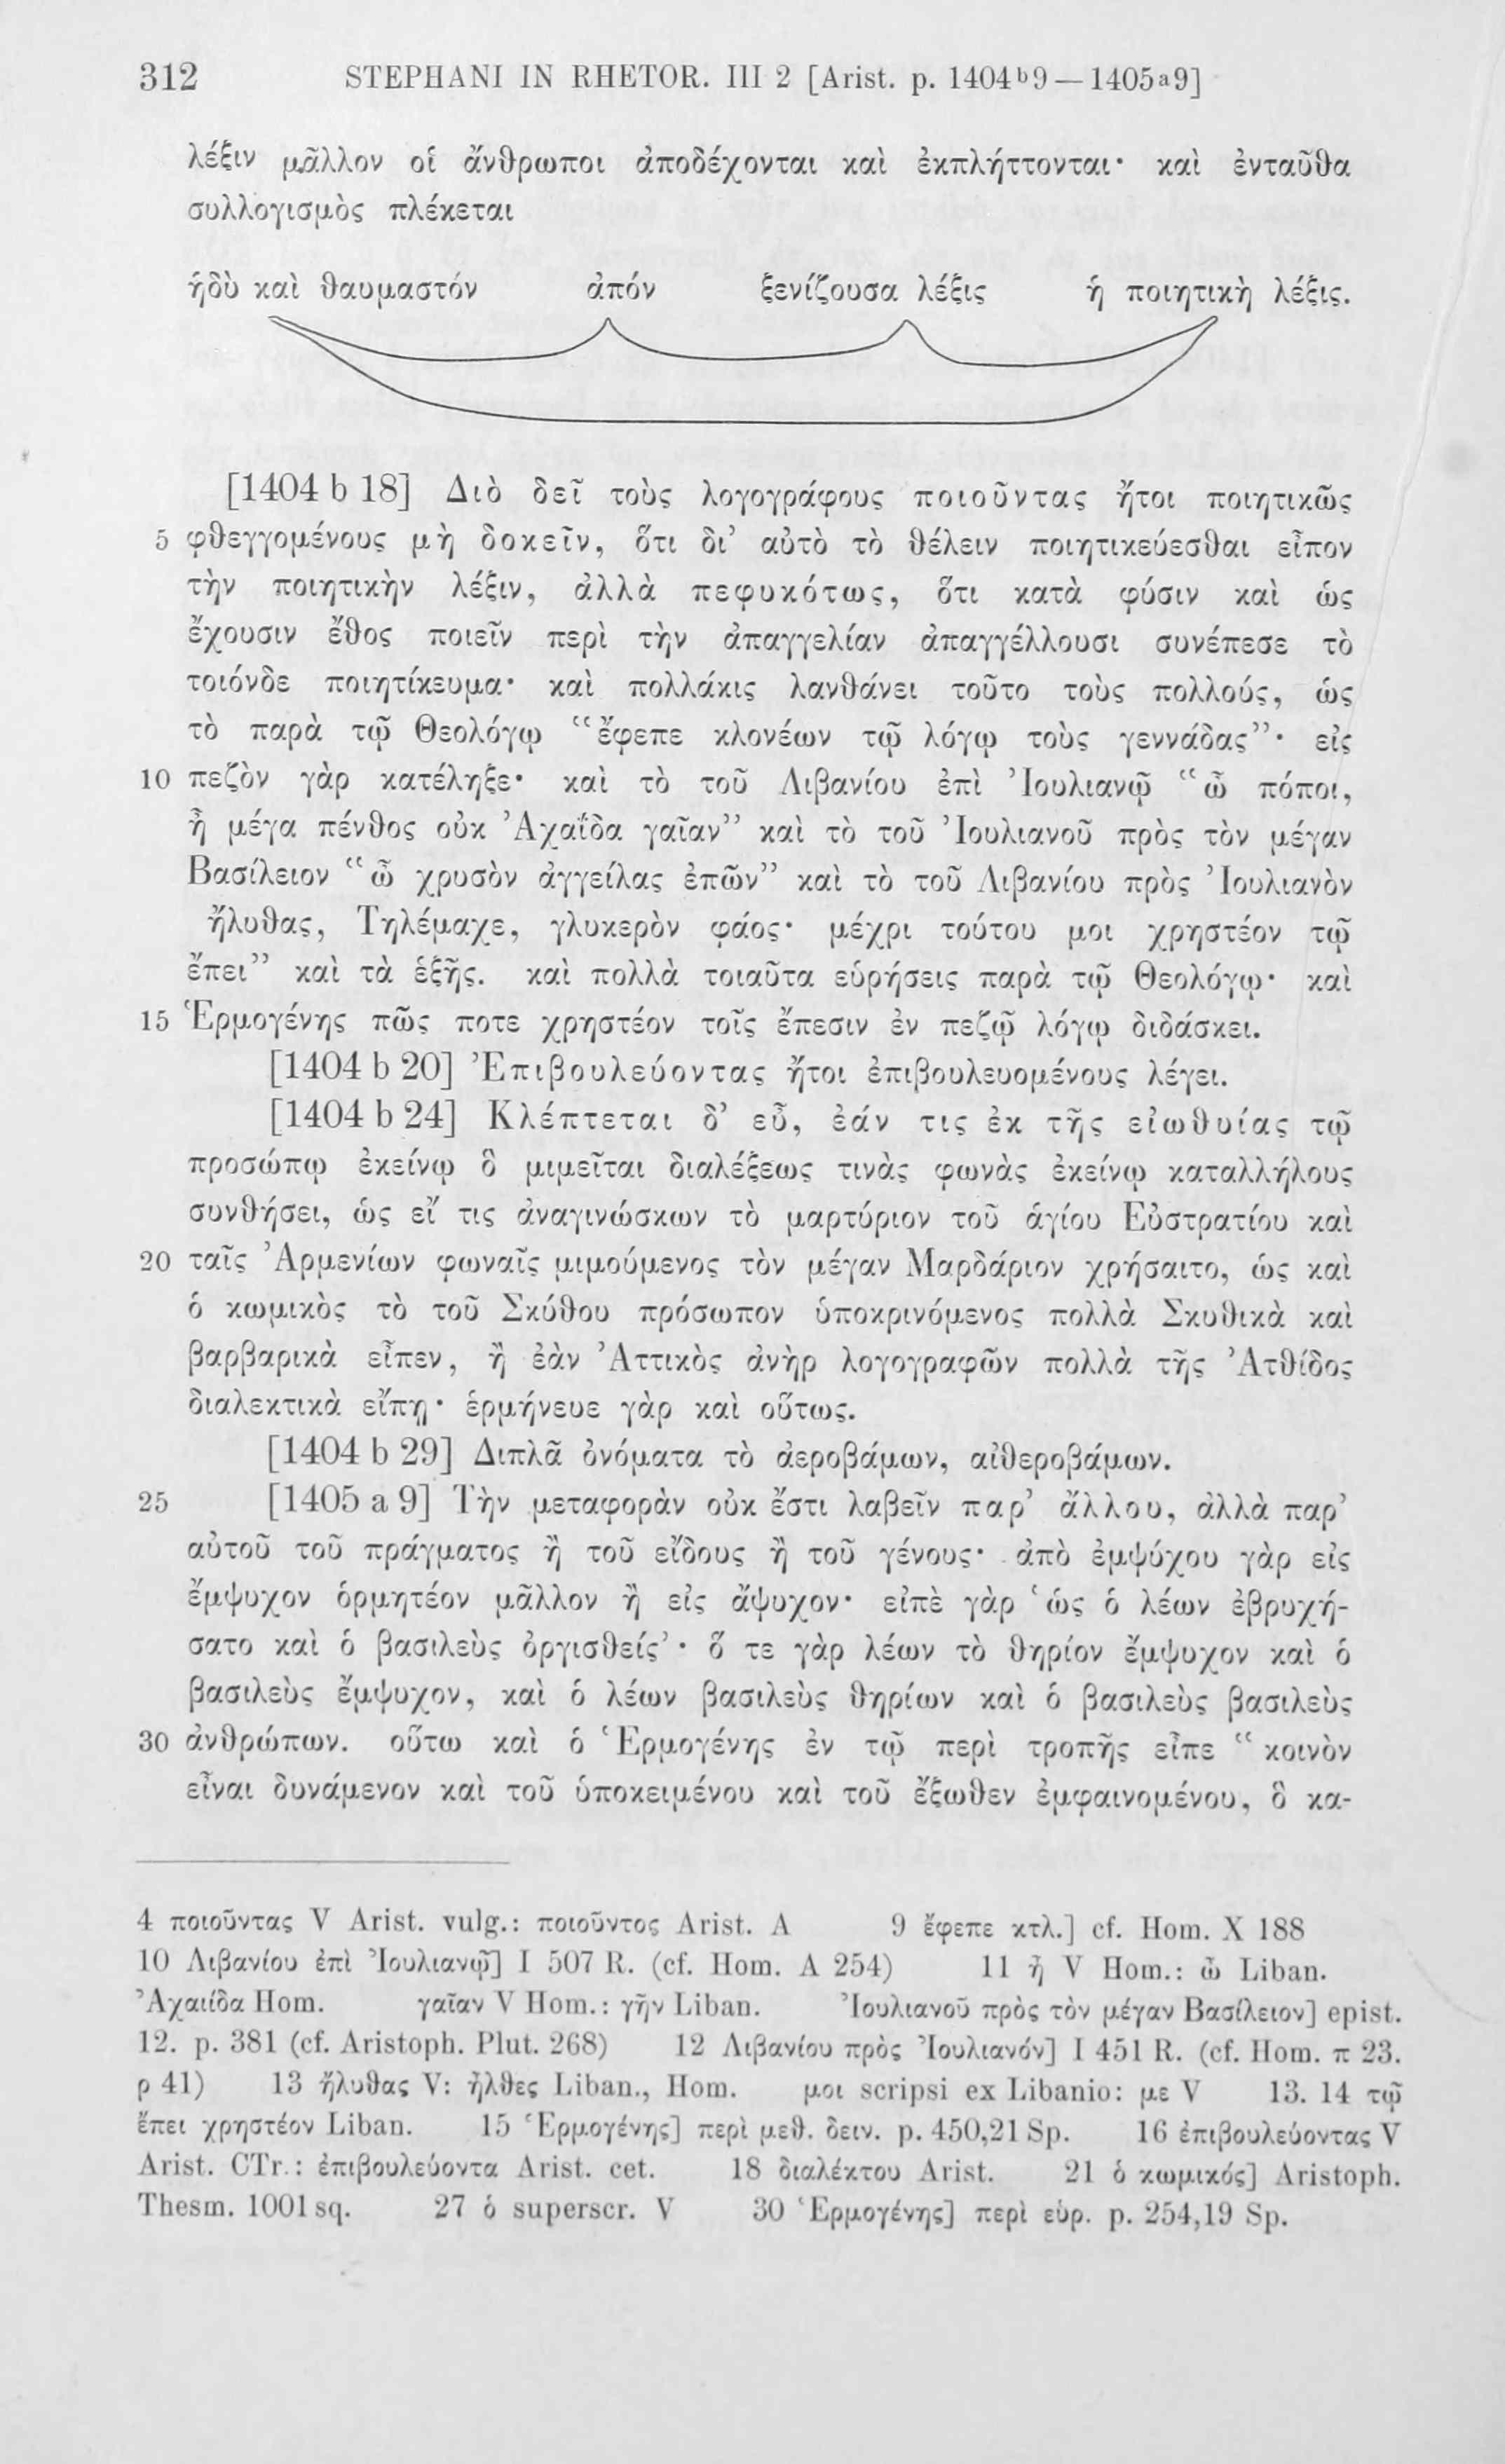 312 STEPHANI IN RHETOR. III 2 [Arist. p. 1404ᵇ9 — 1405ᵃ9]
λέξιν μᾶλλον οἱ ἄνθρωποι ἀποδέχονται καὶ ἐκπλήττονται· καὶ ἐνταῦθα
συλλογισμὸς πλέκεται
ἡδὺ καὶ θαυμαστόν ἀπόν ξενίζουσα λέξις ἡ ποιητικὴ λέξις.
[1404 b 18] Διὸ δεῖ τοὺς λογογράφους ποιοῦντας ἤτοι ποιητικῶς
5 φθεγγομένους μὴ δοκεῖν, ὅτι δι’ αὐτὸ τὸ θέλειν ποιητικεύεσθαι εἶπον
τὴν ποιητικὴν λέξιν, ἀλλὰ πεφυκότως, ὅτι κατὰ φύσιν καὶ ὡς
ἔχουσιν ἔθος ποιεῖν περὶ τὴν ἀπαγγελίαν ἀπαγγέλλουσι συνέπεσε τὸ
τοιόνδε ποιητίκευμα· καὶ πολλάκις λανθάνει τοῦτο τοὺς πολλούς, ὡς
τὸ παρὰ τῷ Θεολόγῳ “ἔφεπε κλονέων τῷ λόγῳ τοὺς γεννάδας”· εἰς
10 πεζὸν γὰρ κατέληξε· καὶ τὸ τοῦ Λιβανίου ἐπὶ Ἰουλιανῷ “ὦ πόποι,
ἦ μέγα πένθος οὐκ Ἀχαΐδα γαῖαν” καὶ τὸ τοῦ Ἰουλιανοῦ πρὸς τὸν μέγαν
Βασίλειον “ὦ χρυσὸν ἀγγείλας ἐπῶν” καὶ τὸ τοῦ Λιβανίου πρὸς Ἰουλιανὸν
ἤλυθας, Τηλέμαχε, γλυκερὸν φάος· μέχρι τούτου μοι χρηστέον τῷ
ἔπει” καὶ τὰ ἑξῆς. καὶ πολλὰ τοιαῦτα εὑρήσεις παρὰ τῷ Θεολόγῳ· καὶ
15 Ἑρμογένης πῶς ποτε χρηστέον τοῖς ἔπεσιν ἐν πεζῷ λόγῳ διδάσκει.
[1404 b 20] Ἐπιβουλεύοντας ἤτοι ἐπιβουλευομένους λέγει.
[1404 b 24] Κλέπτεται δ’ εὖ, ἐάν τις ἐκ τῆς εἰωθυίας τῷ
προσώπῳ ἐκείνῳ ὃ μιμεῖται διαλέξεως τινὰς φωνὰς ἐκείνῳ καταλλήλους
συνθήσει, ὡς εἴ τις ἀναγινώσκων τὸ μαρτύριον τοῦ ἁγίου Εὐστρατίου καὶ
20 ταῖς Ἀρμενίων φωναῖς μιμούμενος τὸν μέγαν Μαρδάριον χρήσαιτο, ὡς καὶ
ὁ κωμικὸς τὸ τοῦ Σκύθου πρόσωπον ὑποκρινόμενος πολλὰ Σκυθικὰ καὶ
βαρβαρικὰ εἶπεν, ἢ ἐὰν Ἀττικὸς ἀνὴρ λογογραφῶν πολλὰ τῆς Ἀτθίδος
διαλεκτικὰ εἴπῃ· ἑρμήνευε γὰρ καὶ οὕτως.
[1404 b 29] Διπλᾶ ὀνόματα τὸ ἀεροβάμων, αἰθεροβάμων.
25 [1405 a 9] Τὴν μεταφορὰν οὐκ ἔστι λαβεῖν παρ’ ἄλλου, ἀλλὰ παρ’
αὐτοῦ τοῦ πράγματος ἢ τοῦ εἴδους ἢ τοῦ γένους· ἀπὸ ἐμψύχου γὰρ εἰς
ἔμψυχον ὁρμητέον μᾶλλον ἢ εἰς ἄψυχον· εἰπὲ γὰρ ‘ὡς ὁ λέων ἐβρυχή-
σατο καὶ ὁ βασιλεὺς ὀργισθείς’· ὅ τε γὰρ λέων τὸ θηρίον ἔμψυχον καὶ ὁ
βασιλεὺς ἔμψυχον, καὶ ὁ λέων βασιλεὺς θηρίων καὶ ὁ βασιλεὺς βασιλεὺς
30 ἀνθρώπων. οὕτω καὶ ὁ Ἑρμογένης ἐν τῷ περὶ τροπῆς εἶπε “κοινὸν
εἶναι δυνάμενον καὶ τοῦ ὑποκειμένου καὶ τοῦ ἔξωθεν ἐμφαινομένου, ὃ κα-
4 ποιοῦντας V Arist. vulg.: ποιοῦντος Arist. A 9 ἔφεπε κτλ.] cf. Hom. X 188
10 Λιβανίου ἐπὶ Ἰουλιανῷ] I 507 R. (cf. Hom. A 254) 11 ἦ V Hom.: ὢ Liban.
Ἀχαιίδα Hom. γαῖαν V Hom.: γῆν Liban. Ἰουλιανοῦ πρὸς τὸν μέγαν Βασίλειον] epist.
12. p. 381 (cf. Aristoph. Plut. 268) 12 Λιβανίου πρὸς Ἰουλιανόν] I 451 R. (cf. Hom. π 23.
ρ 41) 13 ἤλυθας V: ἦλθες Liban., Hom. μοι scripsi ex Libanio: με V 13. 14 τῷ
ἔπει χρηστέον Liban. 15 Ἑρμογένης] περὶ μεθ. δειν. p. 450,21 Sp. 16 ἐπιβουλεύοντας V
Arist. CTr.: ἐπιβουλεύοντα Arist. cet. 18 διαλέκτου Arist. 21 ὁ κωμικός] Aristoph.
Thesm. 1001 sq. 27 ὁ superscr. V 30 Ἑρμογένης] περὶ εὑρ. p. 254,19 Sp.